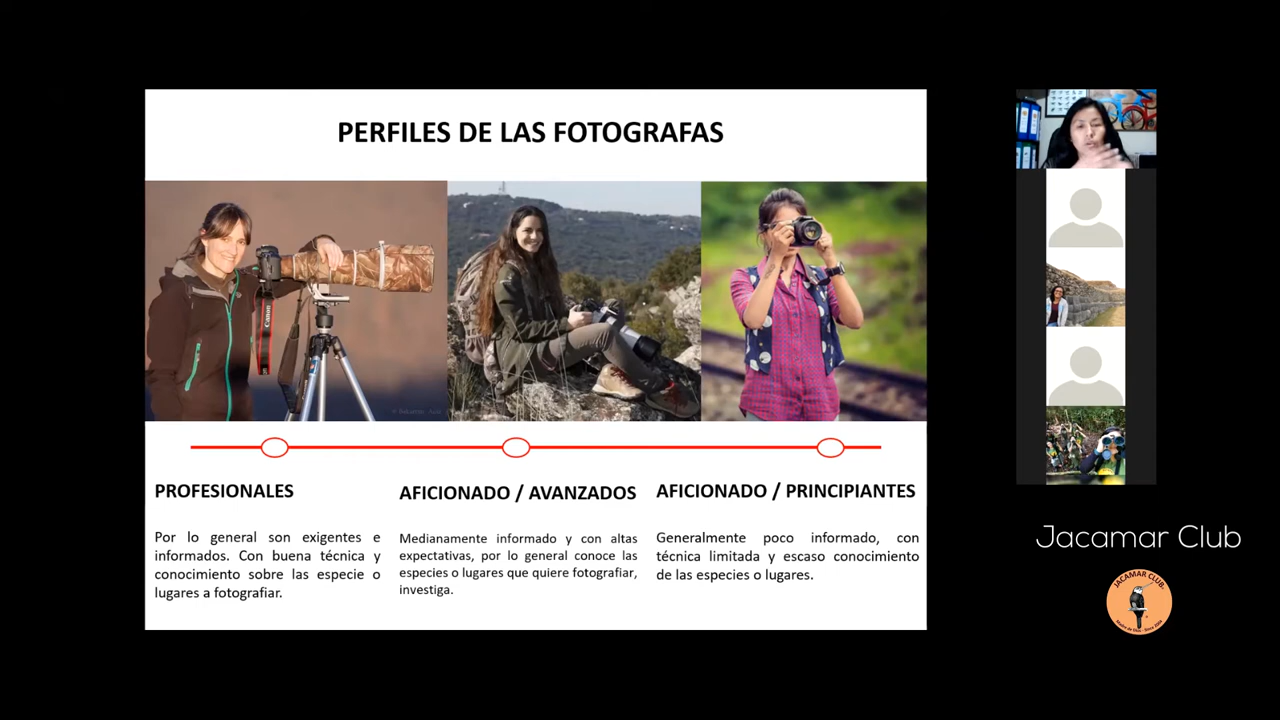 PERFILES DE LAS FOTOGRAFAS
Canon
PROFESIONALES
Por lo general son exigentes e
informados. Con buena técnica y
conocimiento sobre las especie o
lugares a fotografiar.
AFICIONADO / AVANZADOS
Medianamente informado y con altas
expectativas, por lo general conoce las
especies o lugares que quiere fotografiar,
investiga.
AFICIONADO / PRINCIPIANTES
Generalmente poco informado, con
técnica limitada y escaso conocimiento
de las especies o lugares.
Jacamar Club
JACAMAR CLUB